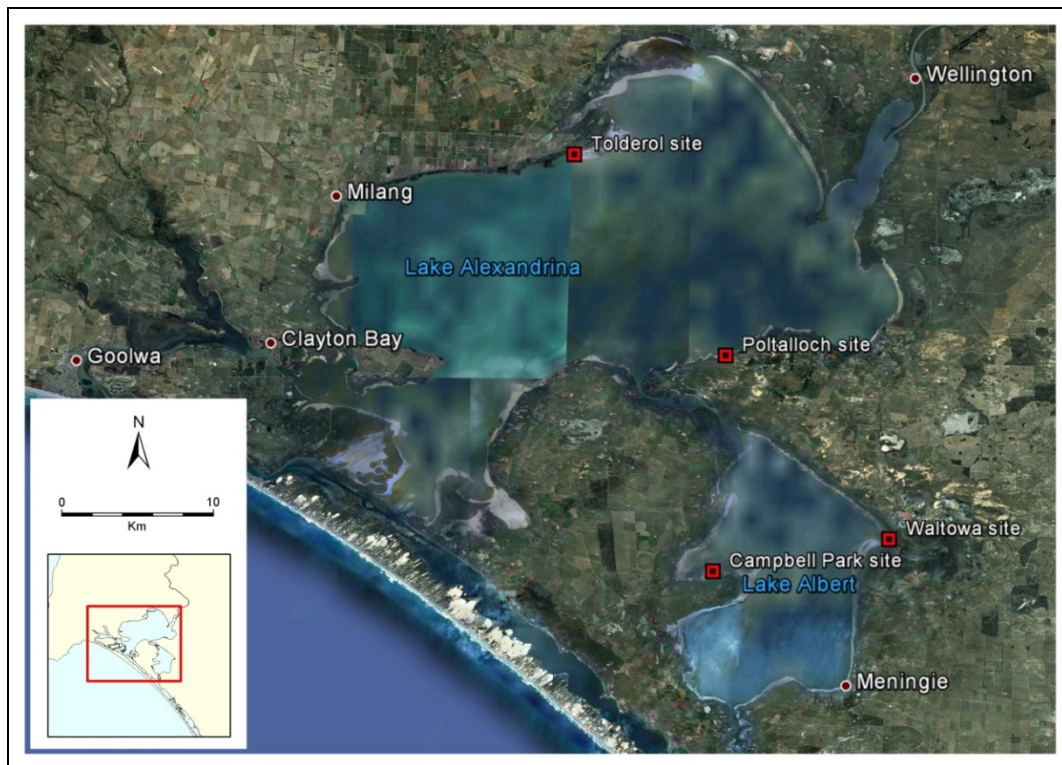 Wellington
Tolderol site
Milang
Lake Alexandrina
Clayton Bay
Goolwa
Poltalloch site
N
0 10
Km
Waltowa site
Campbell Park site
Lake Albert
Meningie